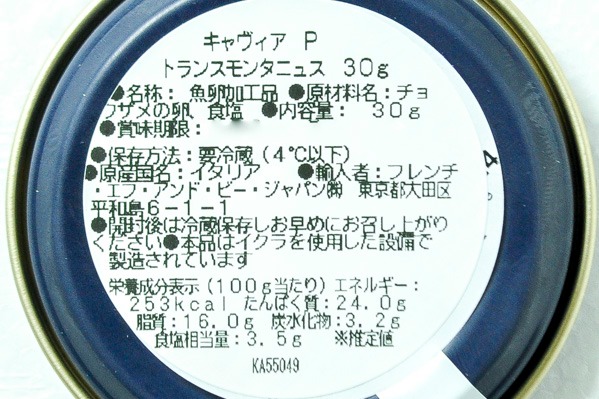 キャヴィア P
トランスモンタニュス 30g
●名称:魚卵加工品 ●原材料名:チョ
ウザメの卵、食塩 ●内容量: 30g
●賞味期限:
●保存方法:要冷蔵(4℃以下)
●原産国名:イタリア ●輸入者:フレンチ
・エフ・アンド・ビー・ジャパン㈱ 東京都大田区
平和島6-1-1
●開封後は冷蔵保存しお早めにお召し上がり
ください●本品はイクラを使用した設備で
製造されています
栄養成分表示(100g当たり)エネルギー:
253kcal たんぱく質:24.0g
脂質:16.0g 炭水化物:3.2g
食塩相当量:3.5g ※推定値
KA55049